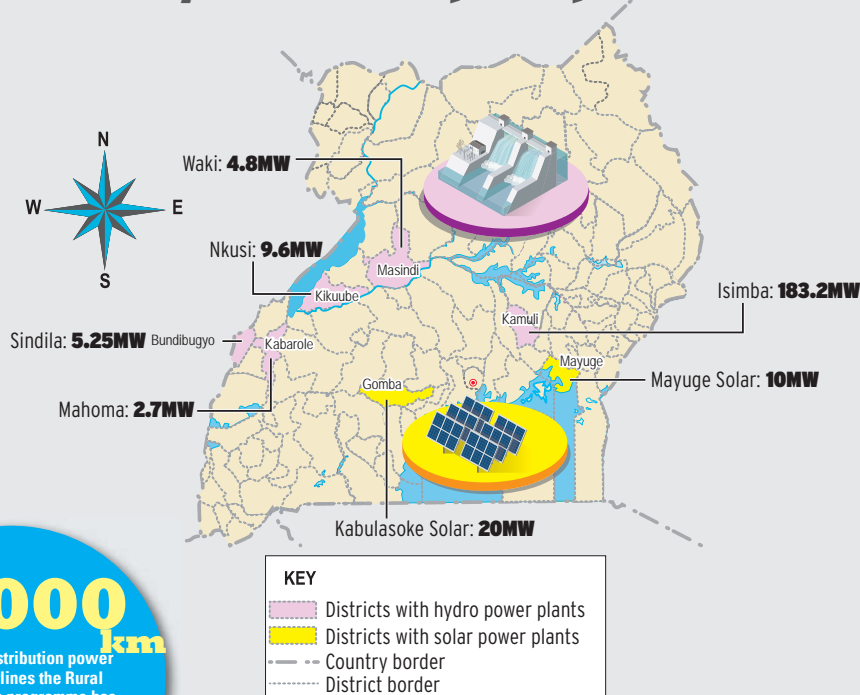 N
W
E
S
Waki: 4.8MW
Nkusi: 9.6MW
Masindi
Kikuube
Isimba: 183.2MW
Kamuli
Sindila: 5.25MW Bundibugyo
Kabarole
Mayuge
Gomba
Mayuge Solar: 10MW
Mahoma: 2.7MW
Kabulasoke Solar: 20MW
000
km
power
lines the Rural
programme has
KEY
Districts with hydro power plants
Districts with solar power plants
Country border
District border